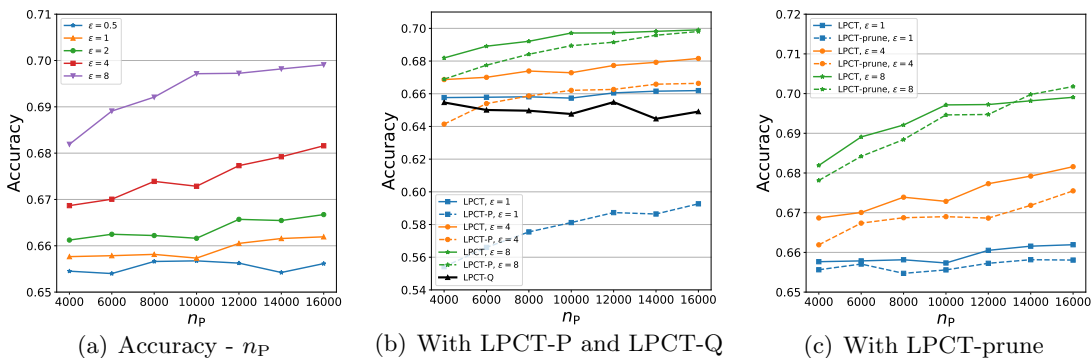 0.71
0.70
0.69
0.68
0.67
0.66
0.65
Accuracy
ε = 0.5
ε = 1
ε = 2
ε = 4
ε = 8
4000 6000 8000 10000 12000 14000 16000
nP
(a) Accuracy - nP
0.70
0.68
0.66
0.64
0.62
0.60
0.58
0.56
0.54
Accuracy
LPCT, ε = 1
LPCT-P, ε = 1
LPCT, ε = 4
LPCT-P, ε = 4
LPCT, ε = 8
LPCT-P, ε = 8
LPCT-Q
4000 6000 8000 10000 12000 14000 16000
nP
(b) With LPCT-P and LPCT-Q
0.72
0.71
0.70
0.69
0.68
0.67
0.66
0.65
Accuracy
LPCT, ε = 1
LPCT-prune, ε = 1
LPCT, ε = 4
LPCT-prune, ε = 4
LPCT, ε = 8
LPCT-prune, ε = 8
4000 6000 8000 10000 12000 14000 16000
nP
(c) With LPCT-prune